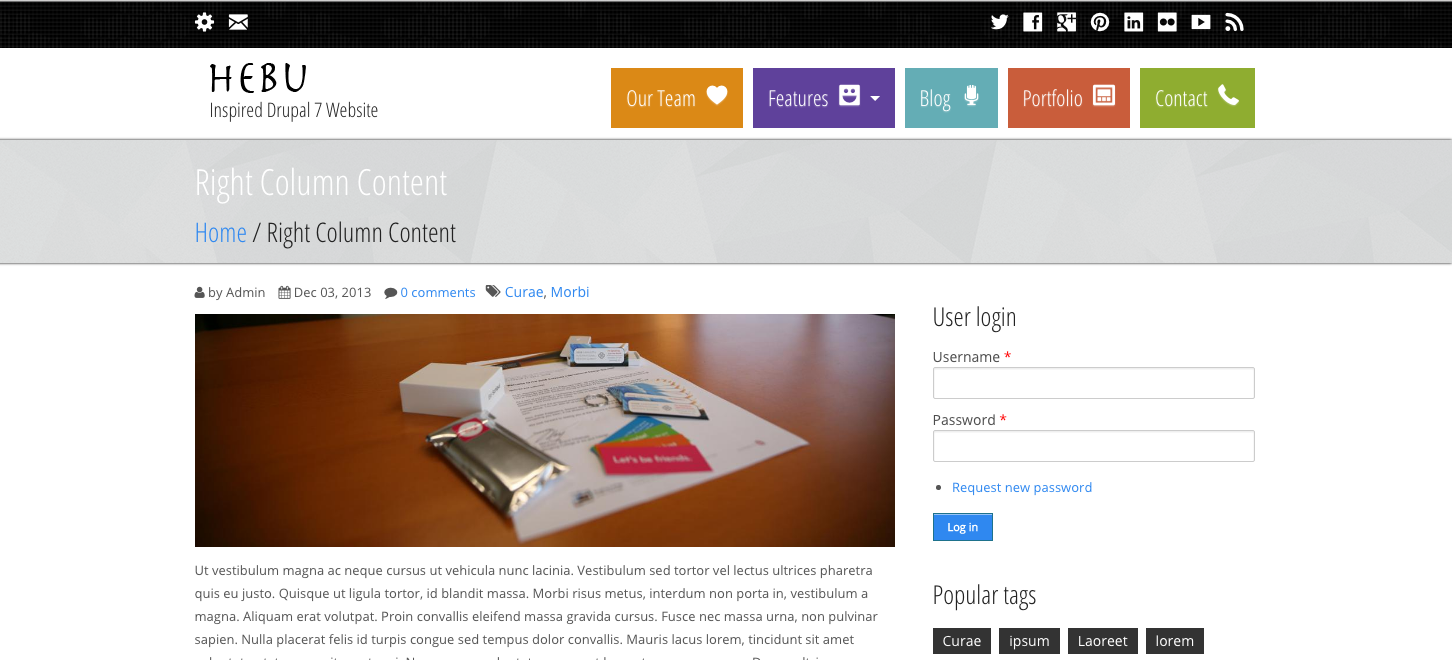 HEBU
Inspired Drupal 7 Website
Our Team
Features
Blog
Portfolio
Contact
Right Column Content
Home / Right Column Content
by Admin Dec 03, 2013 0 comments Curae, Morbi
Let's be friends.
Ut vestibulum magna ac neque cursus ut vehicula nunc lacinia. Vestibulum sed tortor vel lectus ultrices pharetra
quis eu justo. Quisque ut ligula tortor, id blandit massa. Morbi risus metus, interdum non porta in, vestibulum a
magna. Aliquam erat volutpat. Proin convallis eleifend massa gravida cursus. Fusce nec massa urna, non pulvinar
sapien. Nulla placerat felis id turpis congue sed tempus dolor convallis. Mauris lacus lorem, tincidunt sit amet
User login
Username *
Password *
Request new password
Log in
Popular tags
Curae ipsum Laoreet lorem